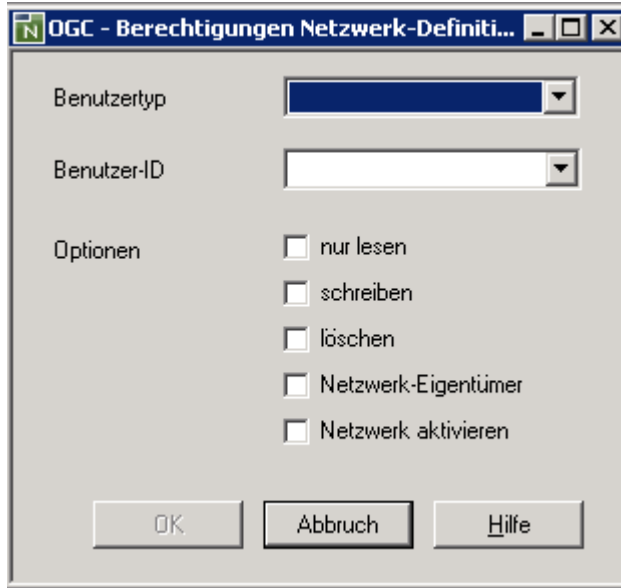 OGC - Berechtigungen Netzwerk-Definiti...
Benutzertyp
Benutzer-ID
Optionen
nur lesen
schreiben
löschen
Netzwerk-Eigentümer
Netzwerk aktivieren
OK
Abbruch
Hilfe